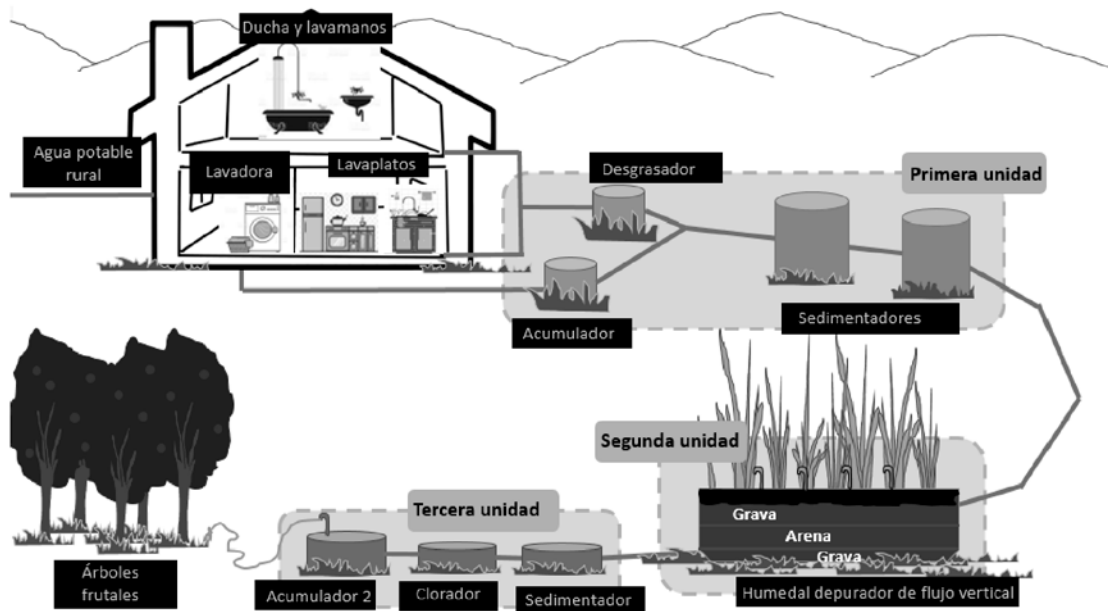 Ducha y lavamanos
Agua potable
rural
Lavadora
Lavaplatos
Desgrasador
Primera unidad
Acumulador
Sedimentadores
Segunda unidad
Grava
Arena
Grava
Humedal depurador de flujo vertical
Tercera unidad
Acumulador 2
Clorador
Sedimentador
Árboles
frutales